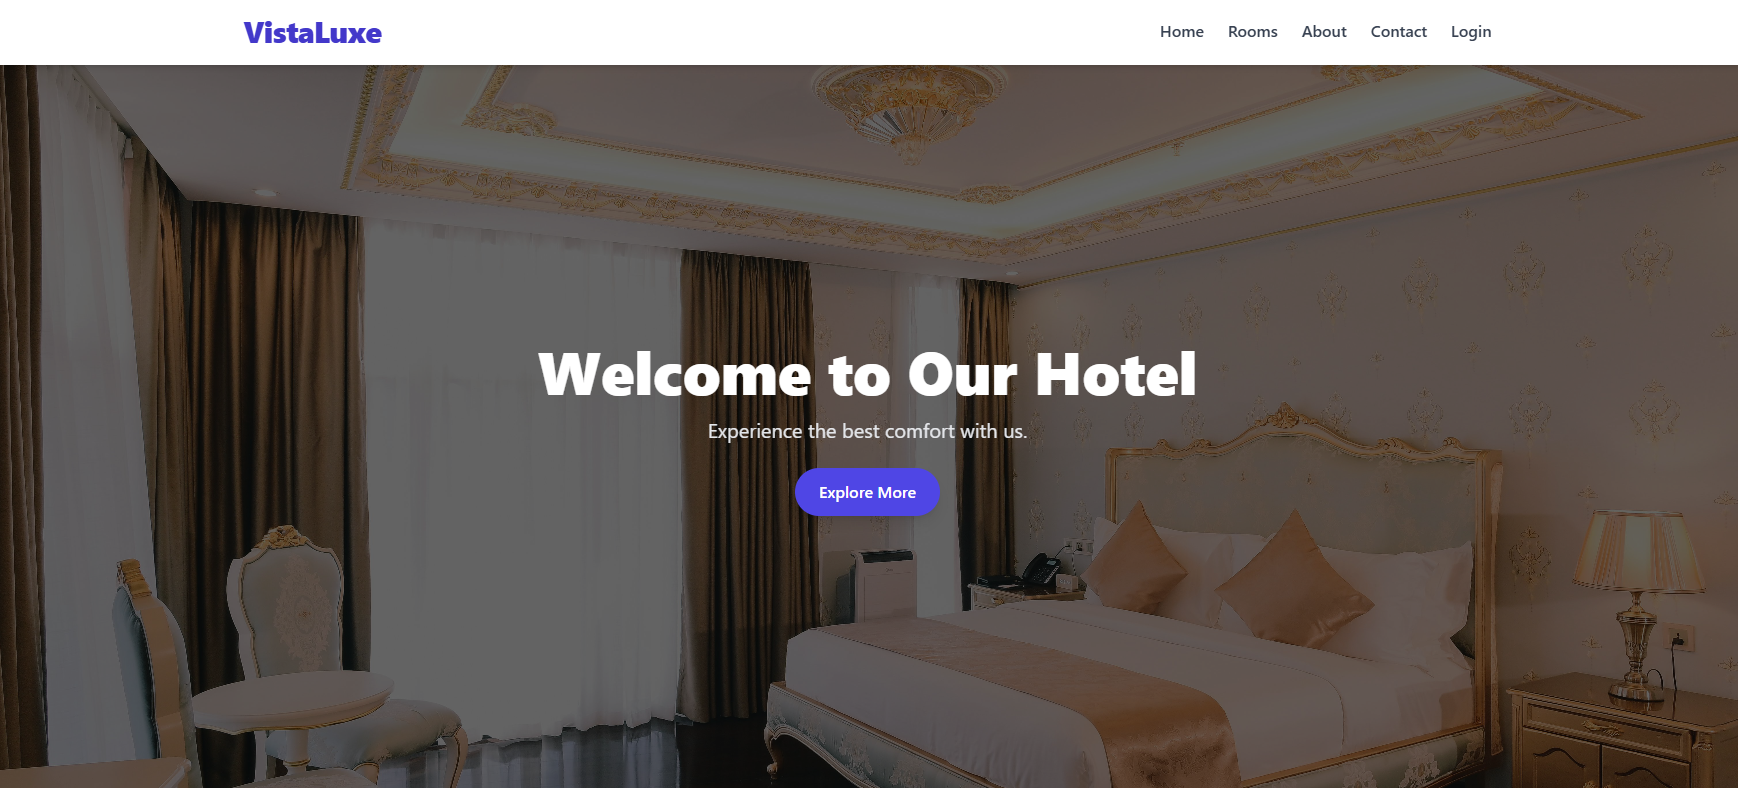 VistaLuxe
Home Rooms About Contact Login
Welcome to Our Hotel
Experience the best comfort with us.
Explore More